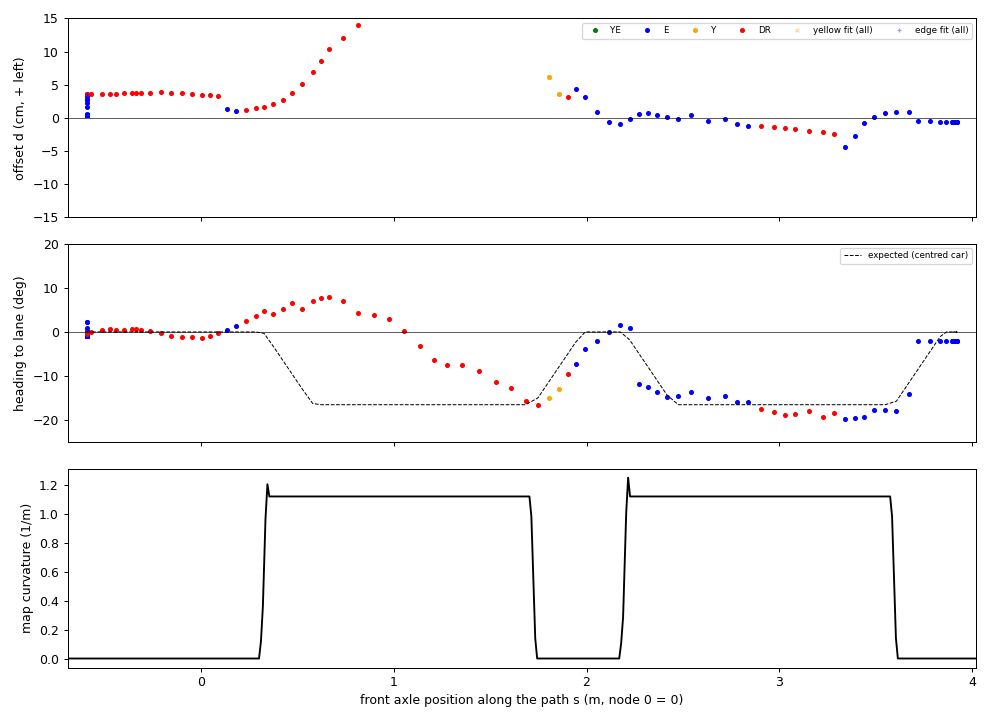 15
10
5
0
−5
−10
−15
offset d (cm, + left)
YE E Y DR yellow fit (all) edge fit (all)
20
10
0
−10
−20
heading to lane (deg)
expected (centred car)
1.2
1.0
0.8
0.6
0.4
0.2
0.0
map curvature (1/m)
0 1 2 3 4
front axle position along the path s (m, node 0 = 0)